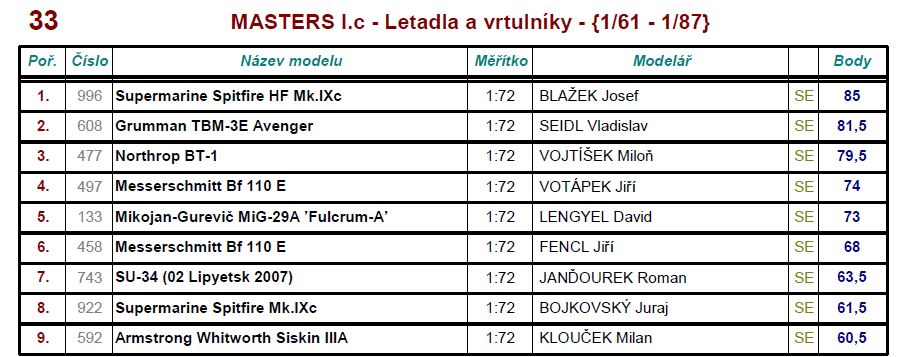 33 MASTERS I.c - Letadla a vrtulníky - {1/61 - 1/87}
Poř. Číslo Název modelu Měřítko Modelář Body
1. 996 Supermarine Spitfire HF Mk.IXc 1:72 BLAŽEK Josef SE 85
2. 608 Grumman TBM-3E Avenger 1:72 SEIDL Vladislav SE 81,5
3. 477 Northrop BT-1 1:72 VOJTÍŠEK Miloň SE 79,5
4. 497 Messerschmitt Bf 110 E 1:72 VOTÁPEK Jiří SE 74
5. 133 Mikojan-Gurevič MiG-29A 'Fulcrum-A' 1:72 LENGYEL David SE 73
6. 458 Messerschmitt Bf 110 E 1:72 FENCL Jiří SE 68
7. 743 SU-34 (02 Lipyetsk 2007) 1:72 JANĎOUREK Roman SE 63,5
8. 922 Supermarine Spitfire Mk.IXc 1:72 BOJKOVSKÝ Juraj SE 61,5
9. 592 Armstrong Whitworth Siskin IIIA 1:72 KLOUČEK Milan SE 60,5